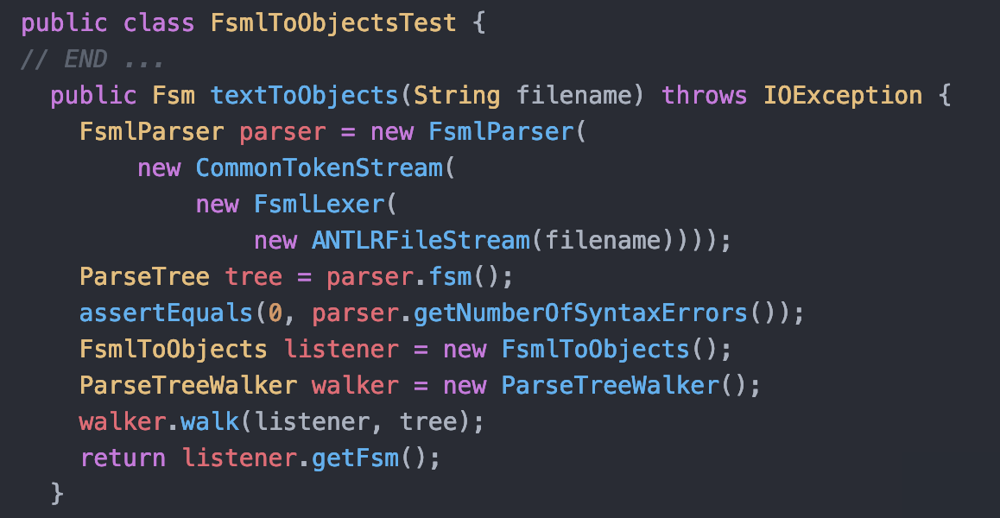 public class FsmlToObjectsTest {
// END ...
  public Fsm textToObjects(String filename) throws IOException {
    FsmlParser parser = new FsmlParser(
        new CommonTokenStream(
            new FsmlLexer(
                new ANTLRFileStream(filename))));
    ParseTree tree = parser.fsm();
    assertEquals(0, parser.getNumberOfSyntaxErrors());
    FsmlToObjects listener = new FsmlToObjects();
    ParseTreeWalker walker = new ParseTreeWalker();
    walker.walk(listener, tree);
    return listener.getFsm();
  }